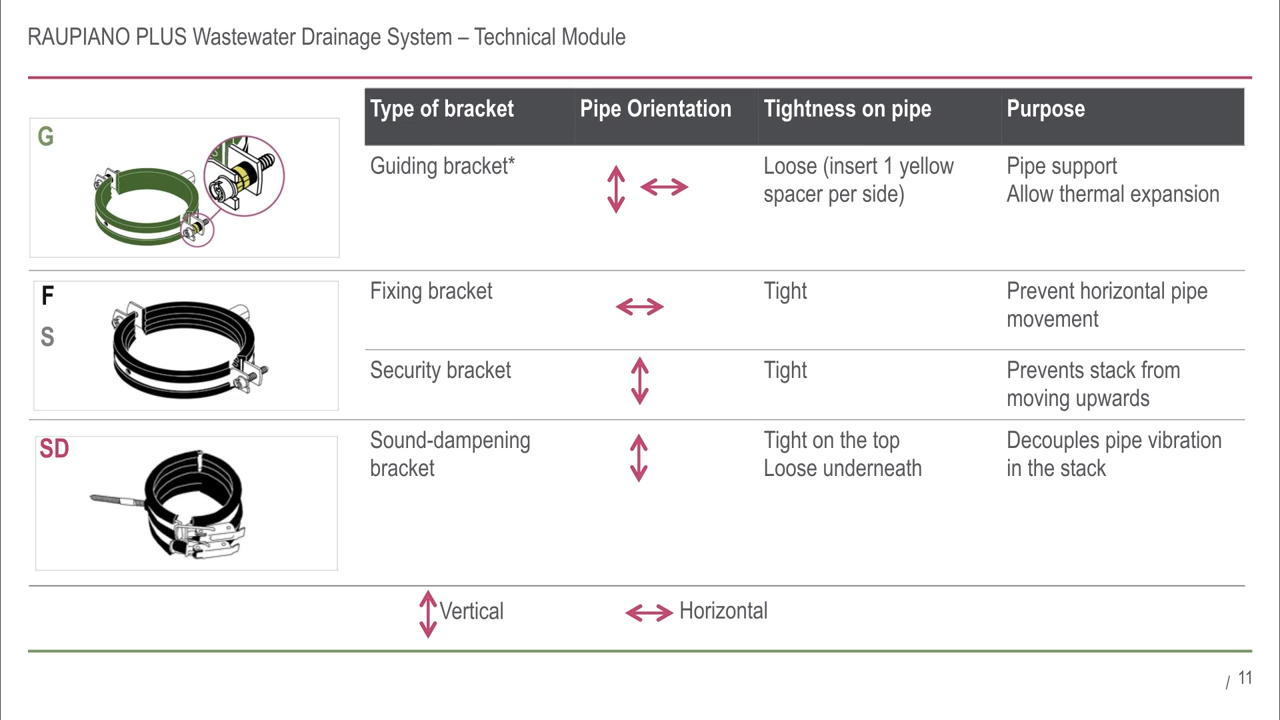 RAUPIANO PLUS Wastewater Drainage System – Technical Module
Type of bracket Pipe Orientation Tightness on pipe Purpose
G
Guiding bracket* Loose (insert 1 yellow Pipe support
spacer per side) Allow thermal expansion
F
Fixing bracket Tight Prevent horizontal pipe
movement
S
Security bracket Tight Prevents stack from
moving upwards
SD
Sound-dampening Tight on the top Decouples pipe vibration
bracket Loose underneath in the stack
Vertical Horizontal
/ 11